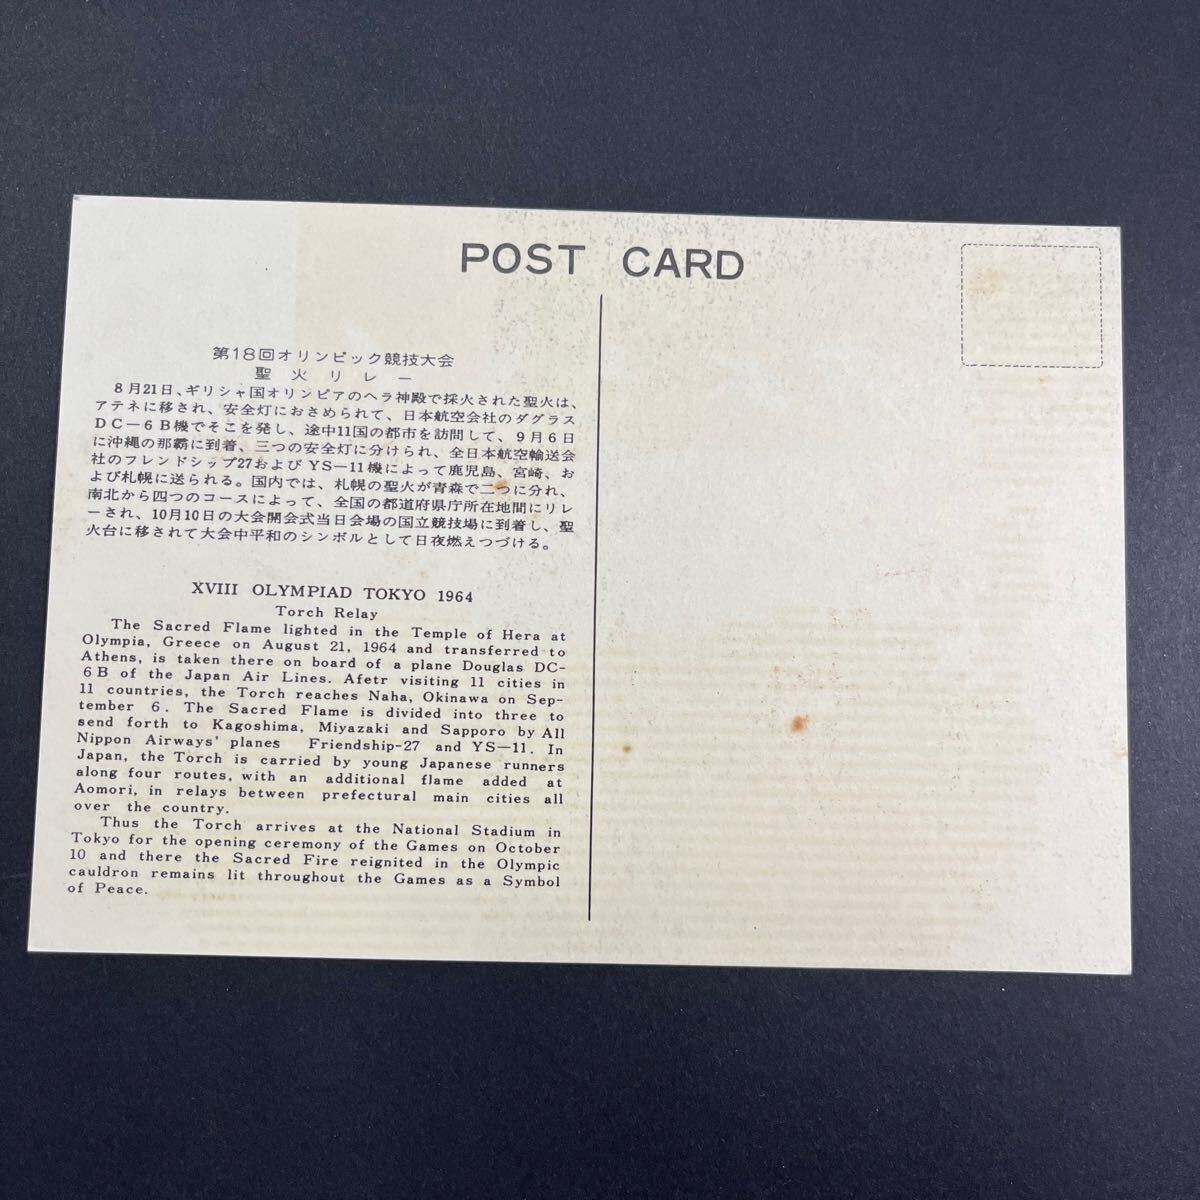 POST CARD
第18回オリンピック競技大会
聖火リレー
8月21日、ギリシャ国オリンピアのヘラ神殿で採火された聖火は、
アテネに移され、安全灯におさめられて、日本航空会社のダグラス
DC—6B機でそこを発し、途中11国の都市を訪問して、9月6日
に沖縄の那覇に到着、三つの安全灯に分けられ、全日本航空輸送会
社のフレンドシップ27およびYS—11機によって鹿児島、宮崎、お
よび札幌に送られる。国内では、札幌の聖火が青森で二つに分れ、
南北から四つのコースによって、全国の都道府県庁所在地間にリレ
ーされ、10月10日の大会開会式当日会場の国立競技場に到着し、聖
火台に移されて大会中平和のシンボルとして日夜燃えつづける。
XVIII OLYMPIAD TOKYO 1964
Torch Relay
The Sacred Flame lighted in the Temple of Hera at
Olympia, Greece on August 21, 1964 and transferred to
Athens, is taken there on board of a plane Douglas DC-
6B of the Japan Air Lines. Afetr visiting 11 cities in
11 countries, the Torch reaches Naha, Okinawa on Sep-
tember 6. The Sacred Flame is divided into three to
send forth to Kagoshima, Miyazaki and Sapporo by All
Nippon Airways' planes Friendship-27 and YS—11. In
Japan, the Torch is carried by young Japanese runners
along four routes, with an additional flame added at
Aomori, in relays between prefectural main cities all
over the country.
Thus the Torch arrives at the National Stadium in
Tokyo for the opening ceremony of the Games on October
10 and there the Sacred Fire reignited in the Olympic
cauldron remains lit throughout the Games as a Symbol
of Peace.